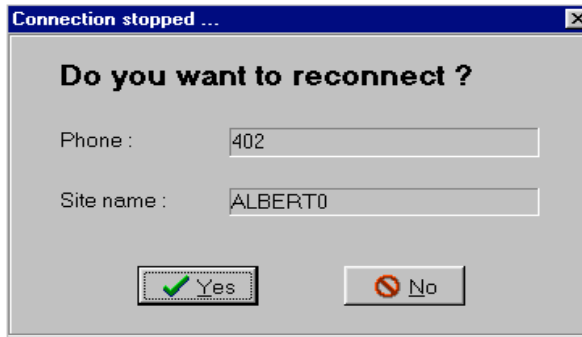 Connection stopped ...
Do you want to reconnect ?
Phone : 402
Site name : ALBERT0
Yes No